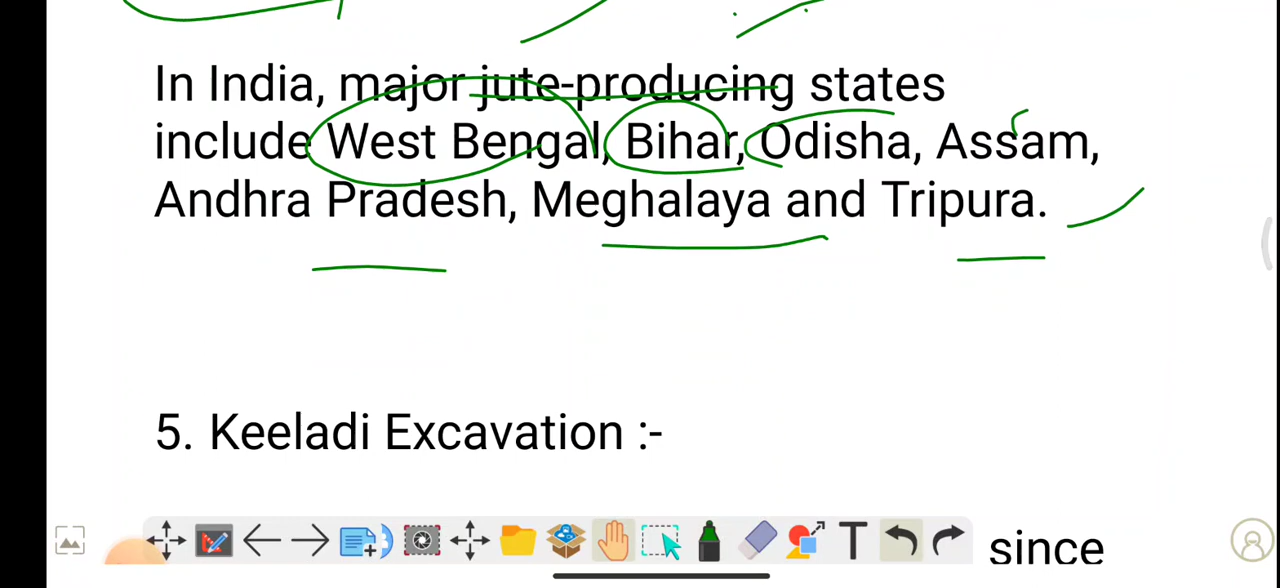 In India, major jute-producing states
include West Bengal, Bihar, Odisha, Assam,
Andhra Pradesh, Meghalaya and Tripura.
5. Keeladi Excavation :-
since
T